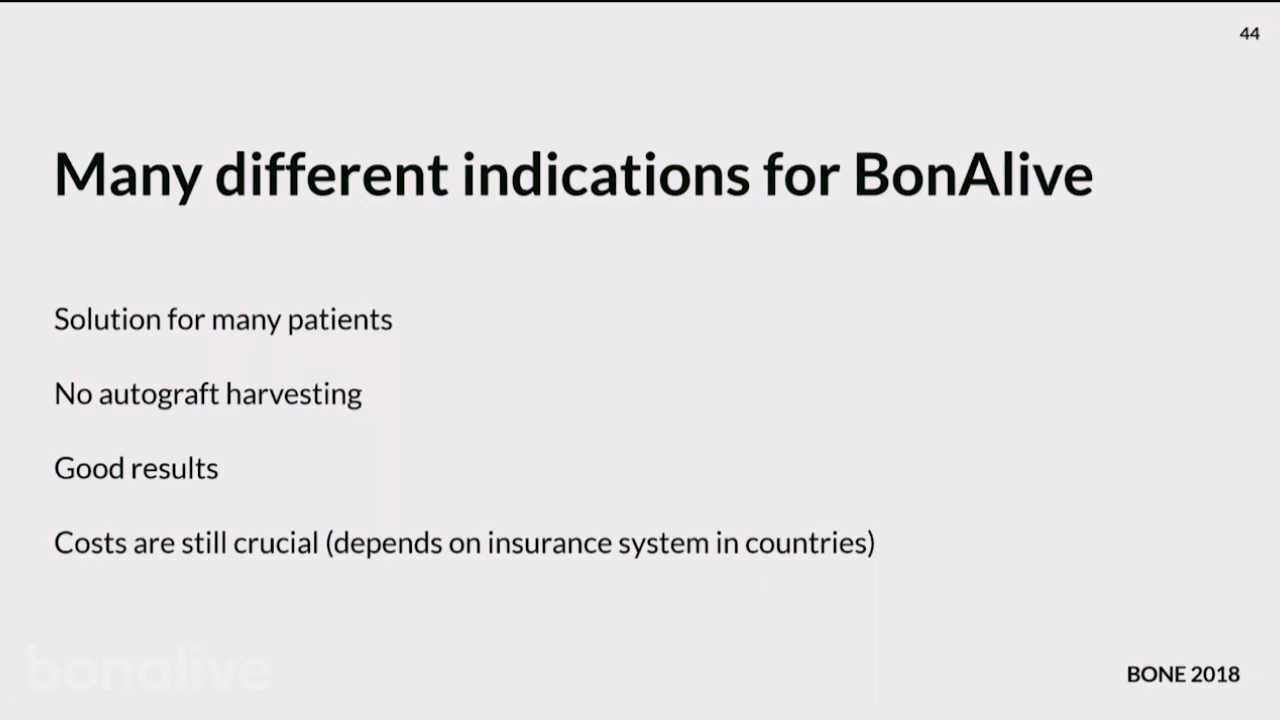 44
Many different indications for BonAlive
Solution for many patients
No autograft harvesting
Good results
Costs are still crucial (depends on insurance system in countries)
bonalive
BONE 2018